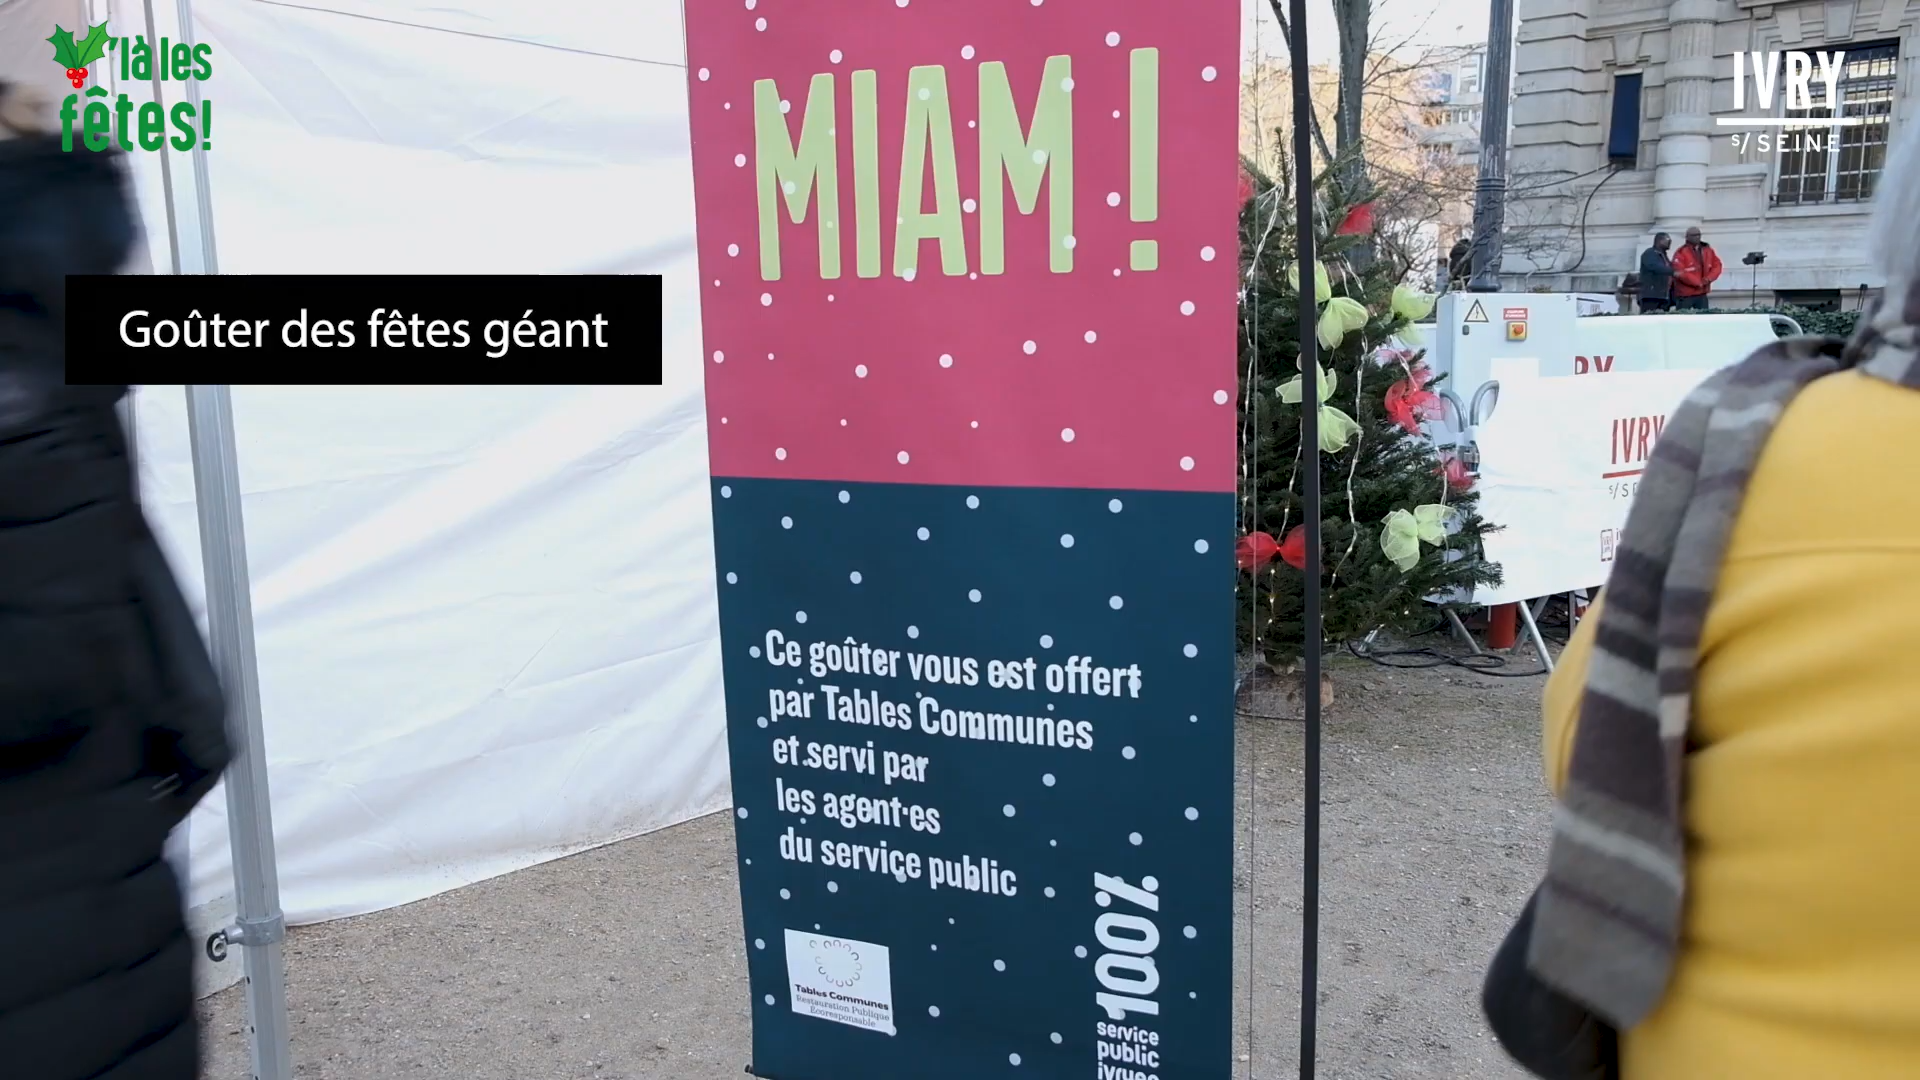 'là les
fêtes!
IVRY
s/ SEINE
Goûter des fêtes géant
MIAM !
IVRY
Ce goûter vous est offert
par Tables Communes
et servi par
les agent·es
du service public
100%
service
public
Tables Communes
Restauration Publique
Écoresponsable